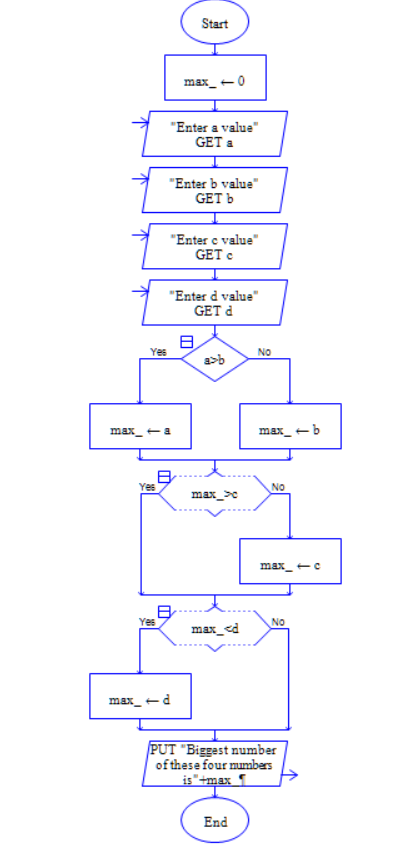 Start
max_ ← 0
"Enter a value"
GET a
"Enter b value"
GET b
"Enter c value"
GET c
"Enter d value"
GET d
Yes
a>b
No
max_ ← a
max_ ← b
Yes
max_>c
No
max_ ← c
Yes
max_<d
No
max_ ← d
PUT "Biggest number
of these four numbers
is"+max_¶
End